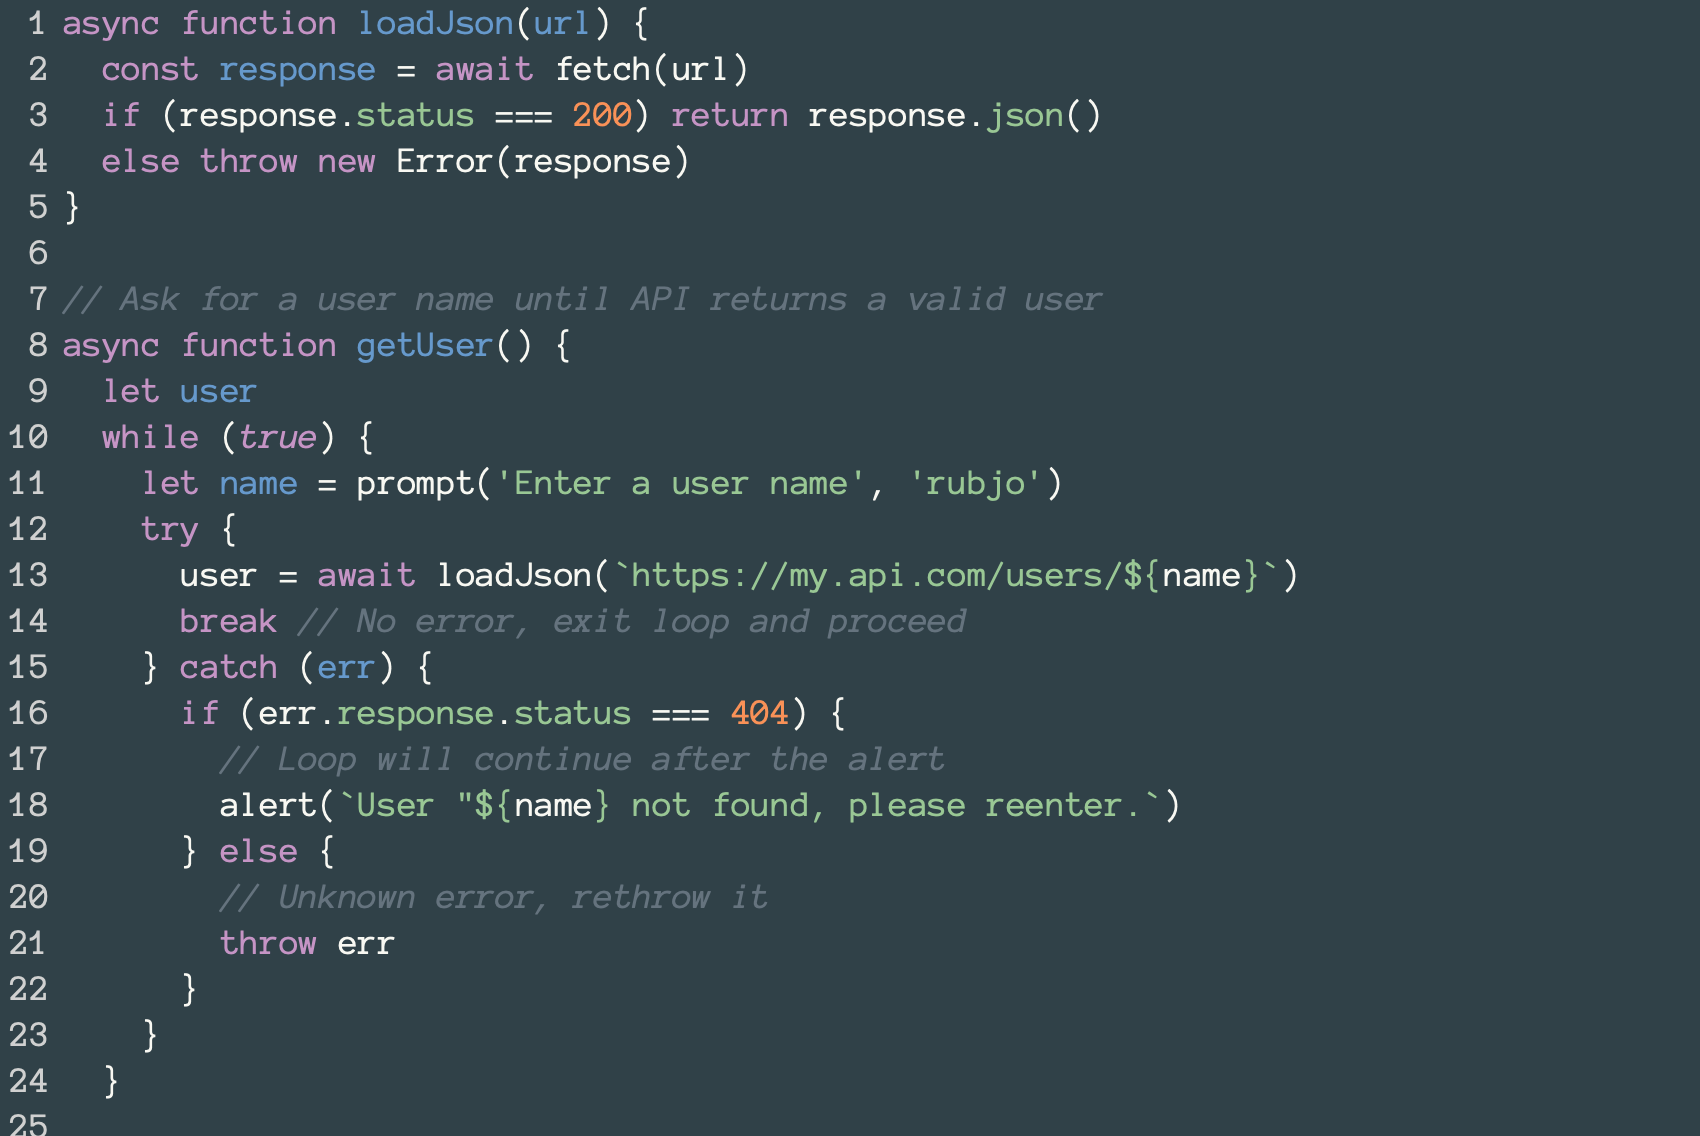 1 async function loadJson(url) {
2   const response = await fetch(url)
3   if (response.status === 200) return response.json()
4   else throw new Error(response)
5 }
6
7 // Ask for a user name until API returns a valid user
8 async function getUser() {
9   let user
10   while (true) {
11     let name = prompt('Enter a user name', 'rubjo')
12     try {
13       user = await loadJson(`https://my.api.com/users/${name}`)
14       break // No error, exit loop and proceed
15     } catch (err) {
16       if (err.response.status === 404) {
17         // Loop will continue after the alert
18         alert(`User "${name} not found, please reenter.`)
19       } else {
20         // Unknown error, rethrow it
21         throw err
22       }
23     }
24   }
25